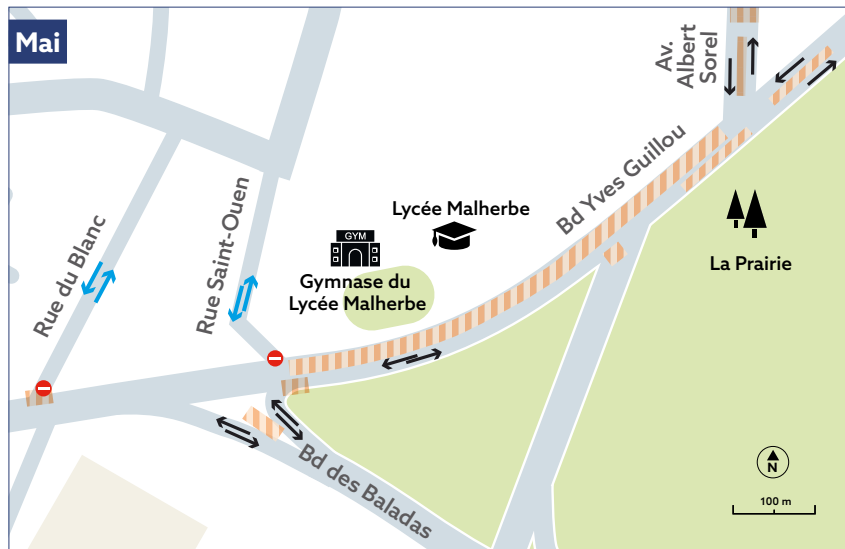 Mai
Av.
Albert
Sorel
Bd Yves Guillou
Lycée Malherbe
GYM
Gymnase du
Lycée Malherbe
La Prairie
Rue du Blanc
Rue Saint-Ouen
Bd des Baladas
N
100 m